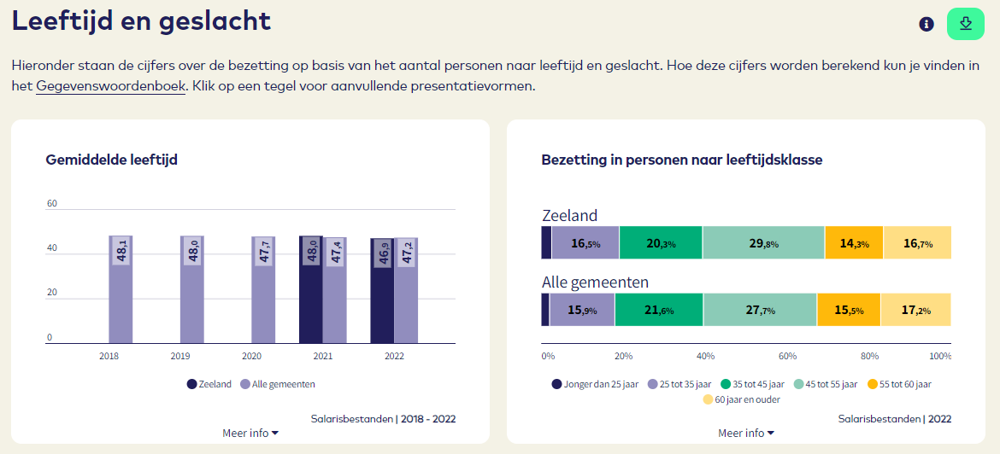 Leeftijd en geslacht
Hieronder staan de cijfers over de bezetting op basis van het aantal personen naar leeftijd en geslacht. Hoe deze cijfers worden berekend kun je vinden in
het Gegevenswoordenboek. Klik op een tegel voor aanvullende presentatievormen.
Gemiddelde leeftijd
60
40
20
0
48,1
48,0
47,7
48,0
47,4
46,9
47,2
2018 2019 2020 2021 2022
Zeeland Alle gemeenten
Salarisbestanden | 2018 - 2022
Meer info
Bezetting in personen naar leeftijdsklasse
Zeeland
16,5% 20,3% 29,8% 14,3% 16,7%
Alle gemeenten
15,9% 21,6% 27,7% 15,5% 17,2%
0% 20% 40% 60% 80% 100%
Jonger dan 25 jaar 25 tot 35 jaar 35 tot 45 jaar 45 tot 55 jaar 55 tot 60 jaar
60 jaar en ouder
Salarisbestanden | 2022
Meer info